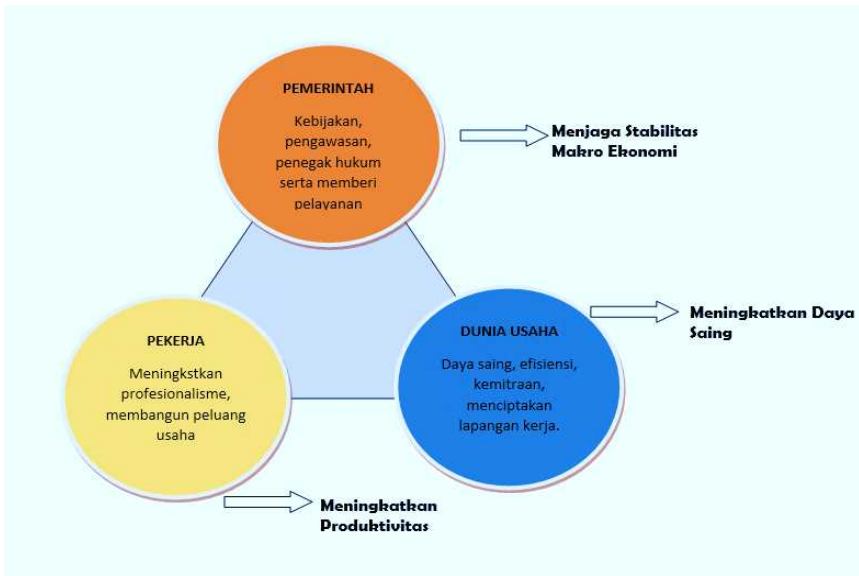 PEMERINTAH
Kebijakan,
pengawasan,
penegak hukum
serta memberi
pelayanan
Menjaga Stabilitas
Makro Ekonomi
PEKERJA
Meningkstkan
profesionalisme,
membangun peluang
usaha
Meningkatkan
Produktivitas
DUNIA USAHA
Daya saing, efisiensi,
kemitraan,
menciptakan
lapangan kerja.
Meningkatkan Daya
Saing